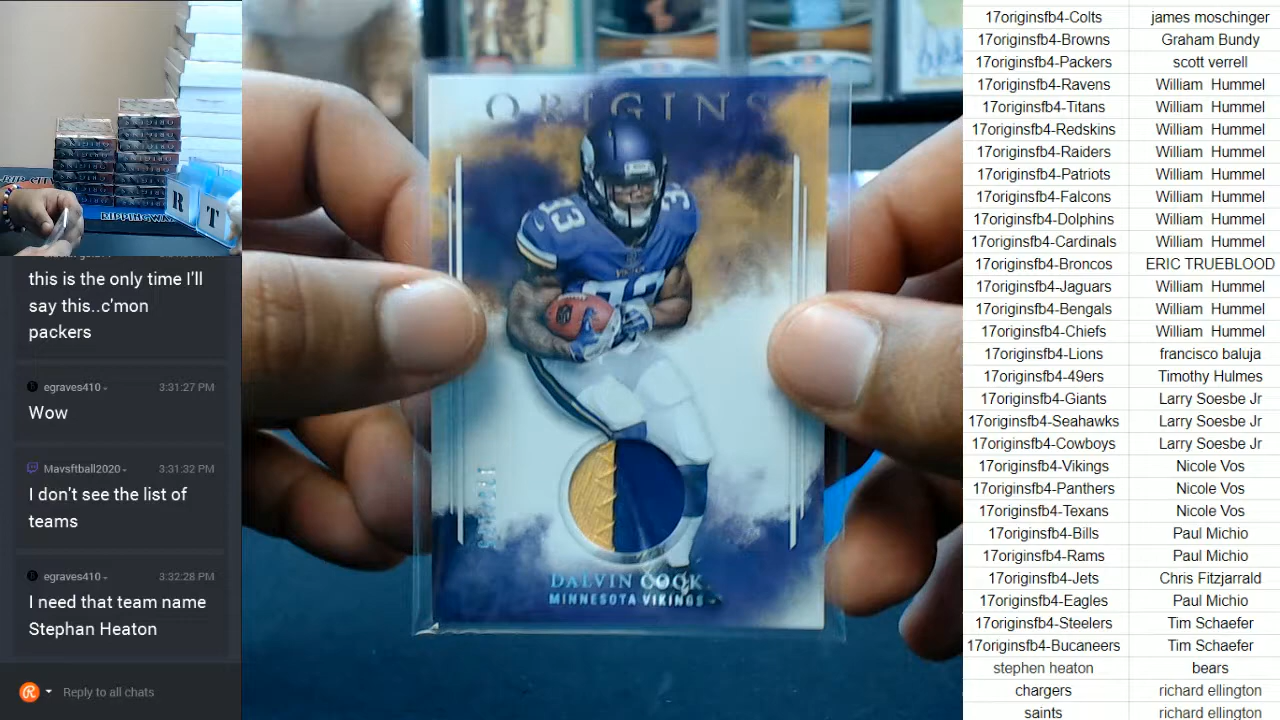 this is the only time I'll
say this..c'mon
packers
egraves410 3:31:27 PM
Wow
Mavsftball2020 3:31:32 PM
I don't see the list of
teams
egraves410 3:32:28 PM
I need that team name
Stephan Heaton
Reply to all chats
R T
ORIGINS
33
33
33
DALVIN COOK
MINNESOTA VIKINGS
17originsfb4-Colts james moschinger
17originsfb4-Browns Graham Bundy
17originsfb4-Packers scott verrell
17originsfb4-Ravens William Hummel
17originsfb4-Titans William Hummel
17originsfb4-Redskins William Hummel
17originsfb4-Raiders William Hummel
17originsfb4-Patriots William Hummel
17originsfb4-Falcons William Hummel
17originsfb4-Dolphins William Hummel
17originsfb4-Cardinals William Hummel
17originsfb4-Broncos ERIC TRUEBLOOD
17originsfb4-Jaguars William Hummel
17originsfb4-Bengals William Hummel
17originsfb4-Chiefs William Hummel
17originsfb4-Lions francisco baluja
17originsfb4-49ers Timothy Hulmes
17originsfb4-Giants Larry Soesbe Jr
17originsfb4-Seahawks Larry Soesbe Jr
17originsfb4-Cowboys Larry Soesbe Jr
17originsfb4-Vikings Nicole Vos
17originsfb4-Panthers Nicole Vos
17originsfb4-Texans Nicole Vos
17originsfb4-Bills Paul Michio
17originsfb4-Rams Paul Michio
17originsfb4-Jets Chris Fitzjarrald
17originsfb4-Eagles Paul Michio
17originsfb4-Steelers Tim Schaefer
17originsfb4-Bucaneers Tim Schaefer
stephen heaton bears
chargers richard ellington
saints richard ellington